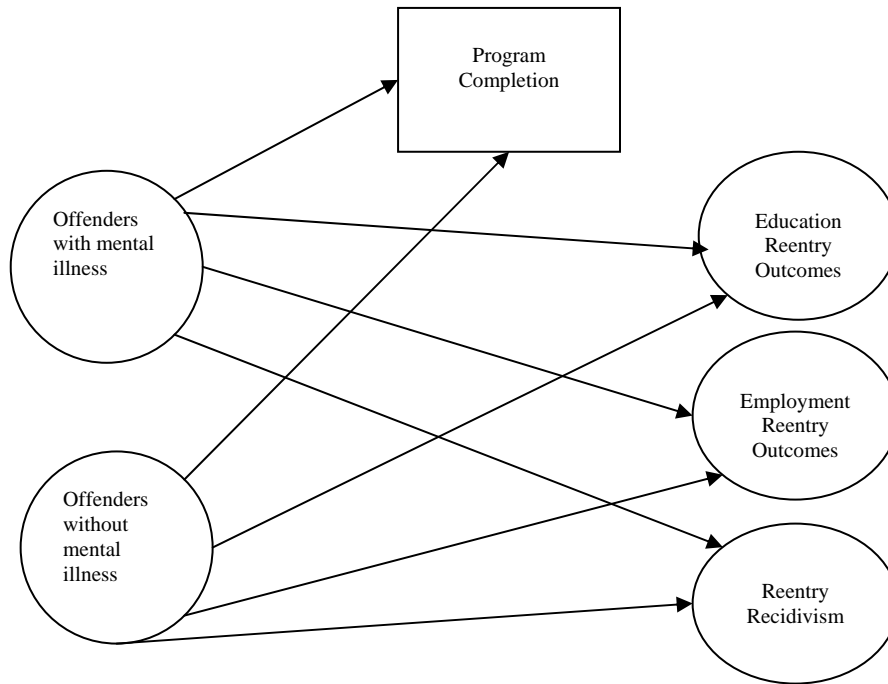 Program
Completion
Offenders
with mental
illness
Education
Reentry
Outcomes
Employment
Reentry
Outcomes
Offenders
without
mental
illness
Reentry
Recidivism